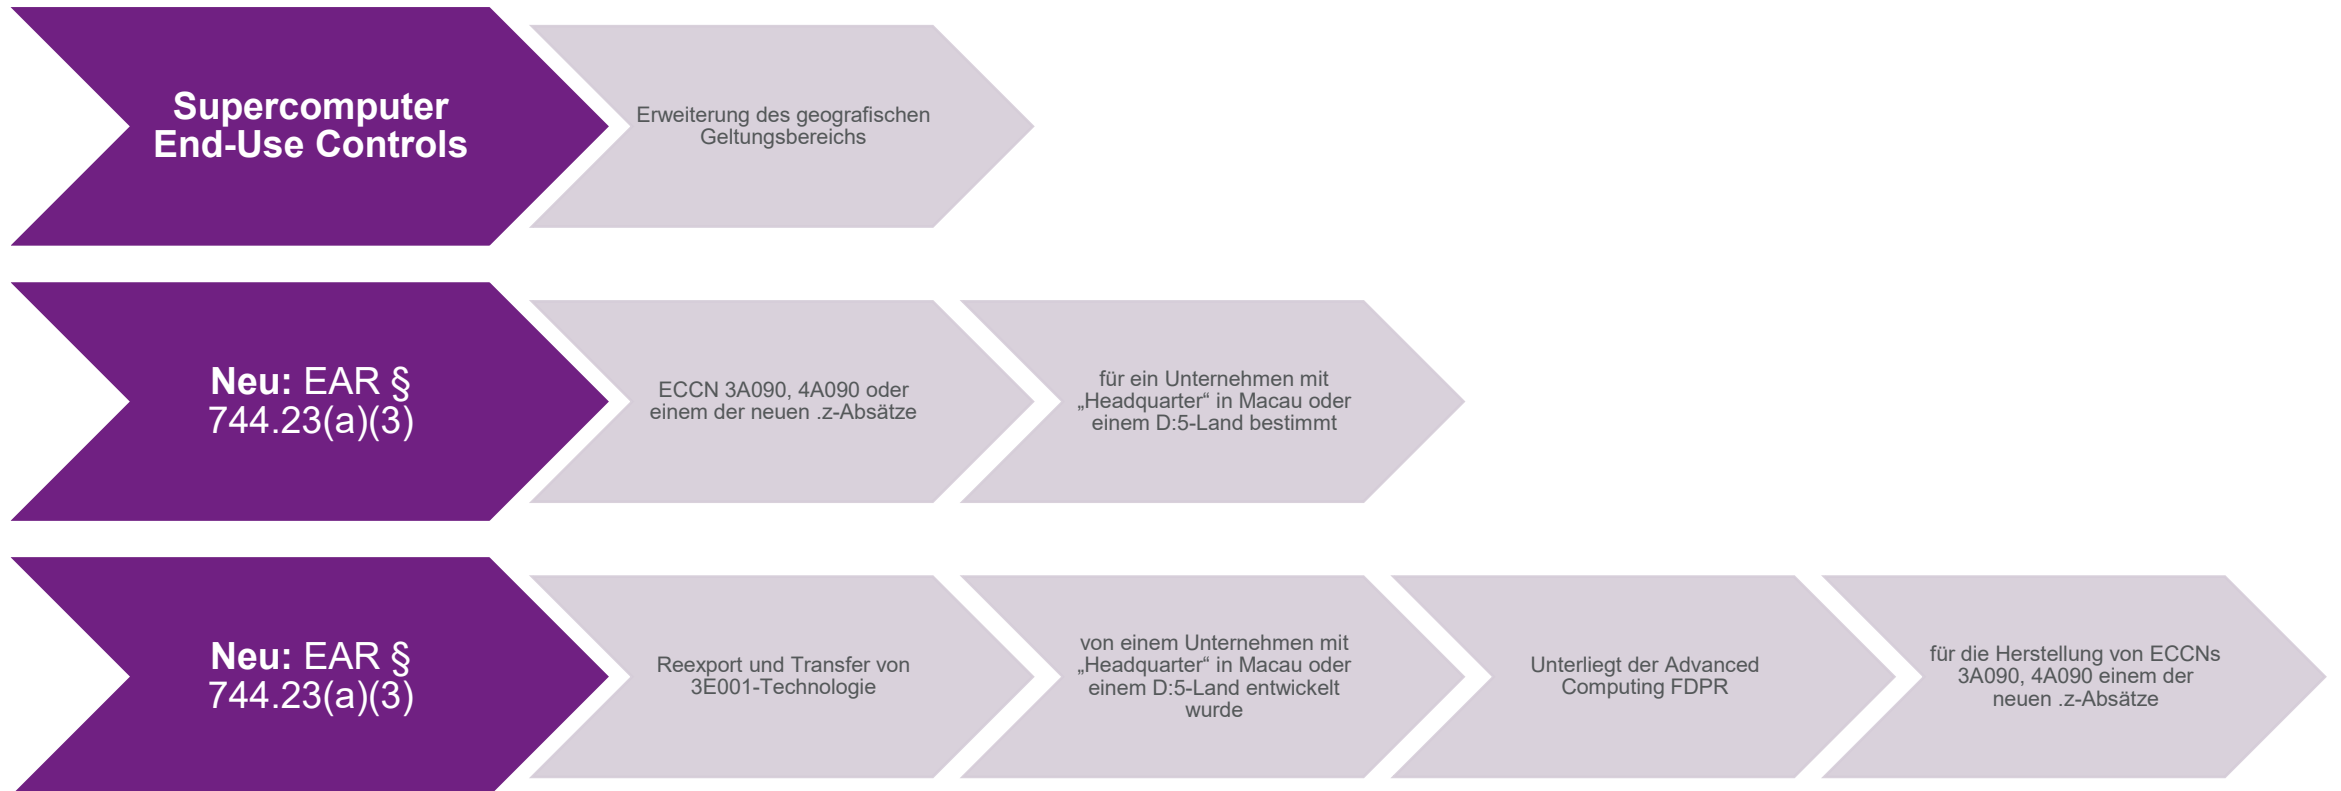 Supercomputer
End-Use Controls
Erweiterung des geografischen
Geltungsbereichs
Neu: EAR §
744.23(a)(3)
ECCN 3A090, 4A090 oder
einem der neuen .z-Absätze
für ein Unternehmen mit
„Headquarter“ in Macau oder
einem D:5-Land bestimmt
Neu: EAR §
744.23(a)(3)
Reexport und Transfer von
3E001-Technologie
von einem Unternehmen mit
„Headquarter“ in Macau oder
einem D:5-Land entwickelt
wurde
Unterliegt der Advanced
Computing FDPR
für die Herstellung von ECCNs
3A090, 4A090 einem der
neuen .z-Absätze